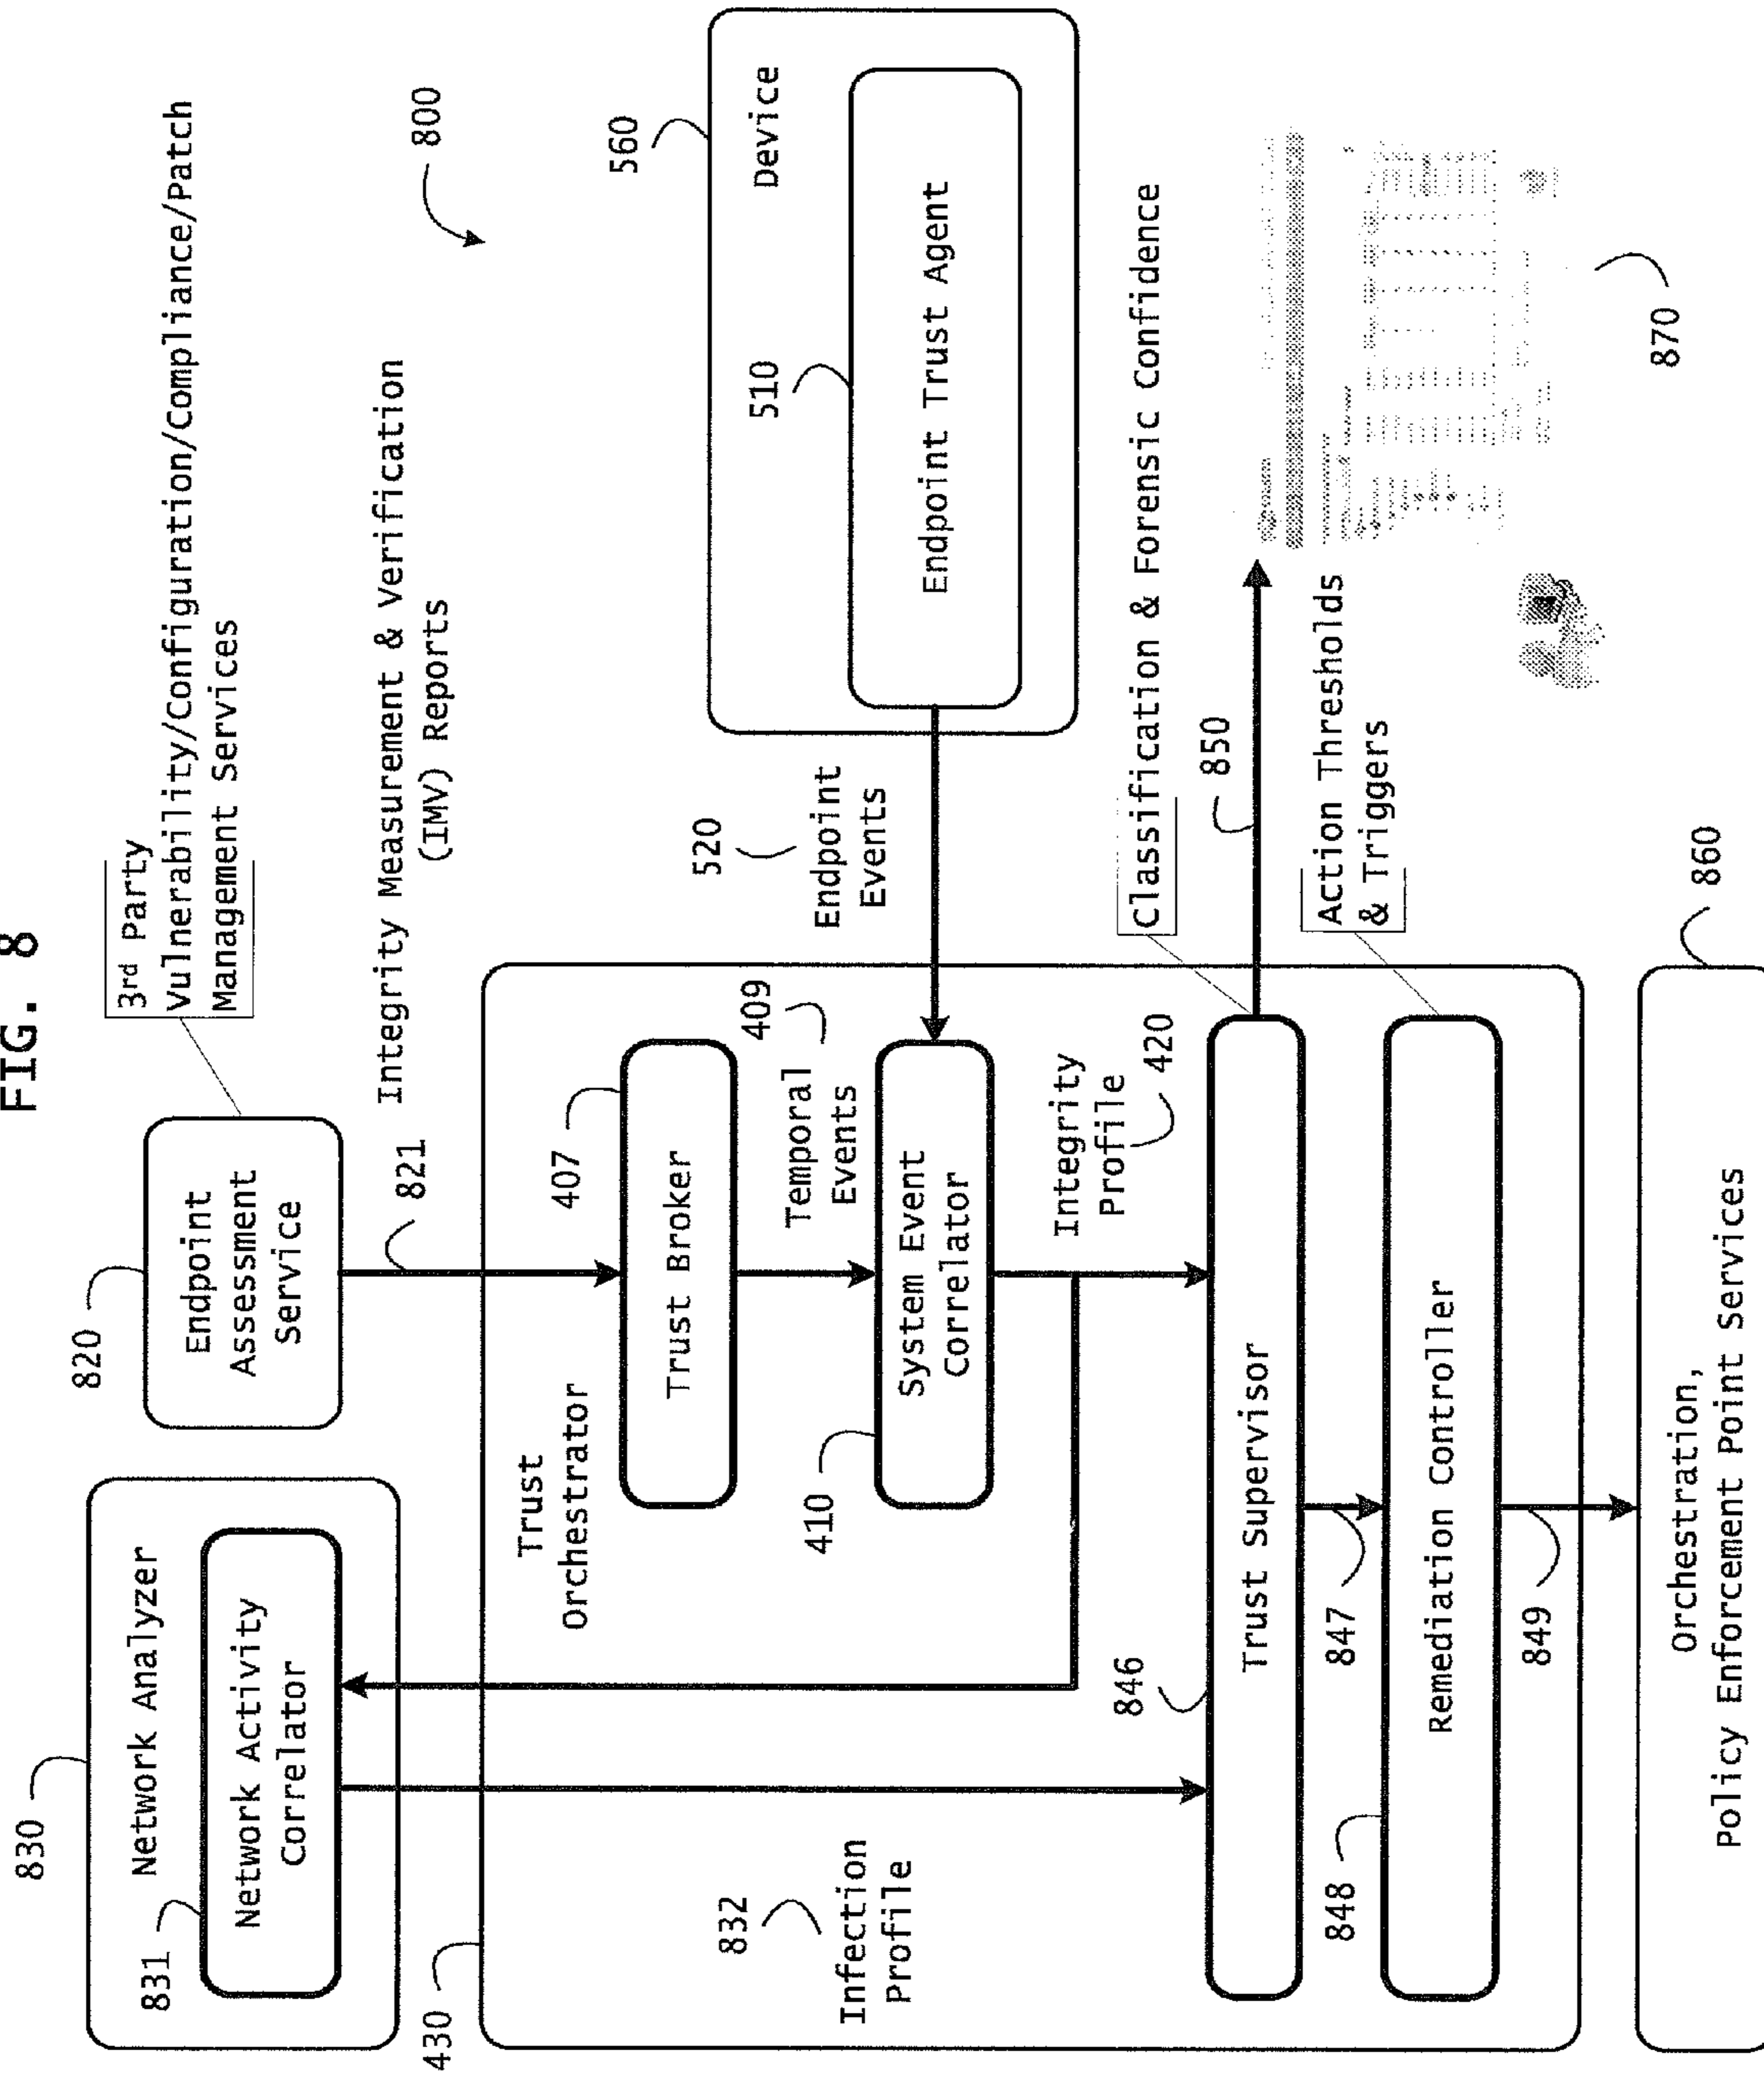 FIG. 8
830
Network Analyzer
831
Network Activity
Correlator
820
Endpoint
Assessment
Service
3rd Party
Vulnerability/Configuration/Compliance/Patch
Management Services
821
Integrity Measurement & Verification
(IMV) Reports
800
430
Trust
Orchestrator
407
Trust Broker
Temporal
Events
409
410
System Event
Correlator
520
Endpoint
Events
560
Device
510
Endpoint Trust Agent
832
Infection
Profile
Integrity
Profile
420
846
Trust Supervisor
Classification & Forensic Confidence
850
847
848
Remediation Controller
Action Thresholds
& Triggers
849
870
860
Orchestration,
Policy Enforcement Point Services